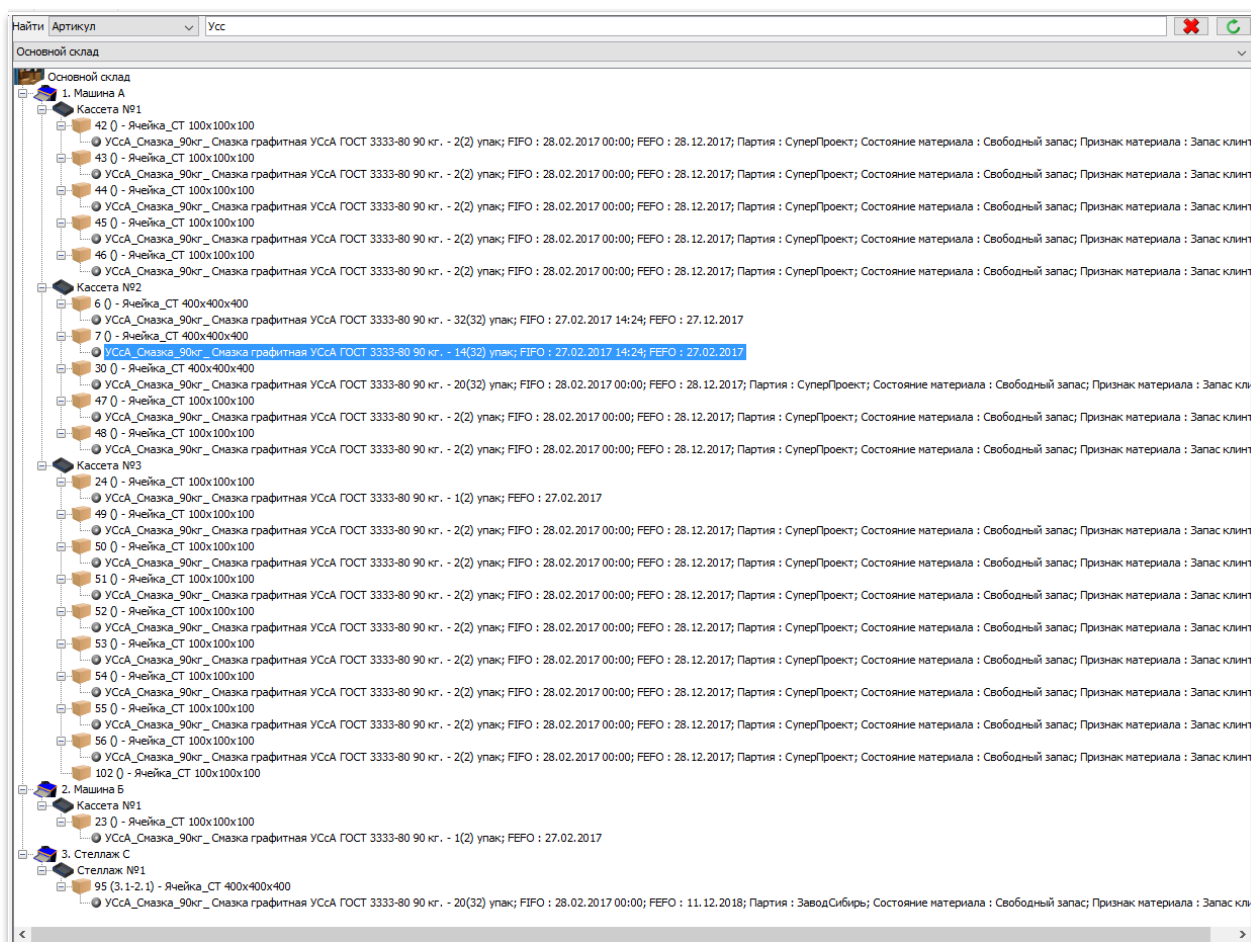 Найти Артикул Усс
Основной склад
Основной склад
1. Машина А
Кассета №1
42 () - Ячейка_СТ 100x100x100
УСсА_Смазка_90кг_ Смазка графитная УСсА ГОСТ 3333-80 90 кг. - 2(2) упак; FIFO : 28.02.2017 00:00; FEFO : 28.12.2017; Партия : СуперПроект; Состояние материала : Свободный запас; Признак материала : Запас клинт
43 () - Ячейка_СТ 100x100x100
УСсА_Смазка_90кг_ Смазка графитная УСсА ГОСТ 3333-80 90 кг. - 2(2) упак; FIFO : 28.02.2017 00:00; FEFO : 28.12.2017; Партия : СуперПроект; Состояние материала : Свободный запас; Признак материала : Запас клинт
44 () - Ячейка_СТ 100x100x100
УСсА_Смазка_90кг_ Смазка графитная УСсА ГОСТ 3333-80 90 кг. - 2(2) упак; FIFO : 28.02.2017 00:00; FEFO : 28.12.2017; Партия : СуперПроект; Состояние материала : Свободный запас; Признак материала : Запас клинт
45 () - Ячейка_СТ 100x100x100
УСсА_Смазка_90кг_ Смазка графитная УСсА ГОСТ 3333-80 90 кг. - 2(2) упак; FIFO : 28.02.2017 00:00; FEFO : 28.12.2017; Партия : СуперПроект; Состояние материала : Свободный запас; Признак материала : Запас клинт
46 () - Ячейка_СТ 100x100x100
УСсА_Смазка_90кг_ Смазка графитная УСсА ГОСТ 3333-80 90 кг. - 2(2) упак; FIFO : 28.02.2017 00:00; FEFO : 28.12.2017; Партия : СуперПроект; Состояние материала : Свободный запас; Признак материала : Запас клинт
Кассета №2
6 () - Ячейка_СТ 400x400x400
УСсА_Смазка_90кг_ Смазка графитная УСсА ГОСТ 3333-80 90 кг. - 32(32) упак; FIFO : 27.02.2017 14:24; FEFO : 27.12.2017
7 () - Ячейка_СТ 400x400x400
УСсА_Смазка_90кг_ Смазка графитная УСсА ГОСТ 3333-80 90 кг. - 14(32) упак; FIFO : 27.02.2017 14:24; FEFO : 27.02.2017
30 () - Ячейка_СТ 400x400x400
УСсА_Смазка_90кг_ Смазка графитная УСсА ГОСТ 3333-80 90 кг. - 20(32) упак; FIFO : 28.02.2017 00:00; FEFO : 28.12.2017; Партия : СуперПроект; Состояние материала : Свободный запас; Признак материала : Запас кли
47 () - Ячейка_СТ 100x100x100
УСсА_Смазка_90кг_ Смазка графитная УСсА ГОСТ 3333-80 90 кг. - 2(2) упак; FIFO : 28.02.2017 00:00; FEFO : 28.12.2017; Партия : СуперПроект; Состояние материала : Свободный запас; Признак материала : Запас клинт
48 () - Ячейка_СТ 100x100x100
УСсА_Смазка_90кг_ Смазка графитная УСсА ГОСТ 3333-80 90 кг. - 2(2) упак; FIFO : 28.02.2017 00:00; FEFO : 28.12.2017; Партия : СуперПроект; Состояние материала : Свободный запас; Признак материала : Запас клинт
Кассета №3
24 () - Ячейка_СТ 100x100x100
УСсА_Смазка_90кг_ Смазка графитная УСсА ГОСТ 3333-80 90 кг. - 1(2) упак; FEFO : 27.02.2017
49 () - Ячейка_СТ 100x100x100
УСсА_Смазка_90кг_ Смазка графитная УСсА ГОСТ 3333-80 90 кг. - 2(2) упак; FIFO : 28.02.2017 00:00; FEFO : 28.12.2017; Партия : СуперПроект; Состояние материала : Свободный запас; Признак материала : Запас клинт
50 () - Ячейка_СТ 100x100x100
УСсА_Смазка_90кг_ Смазка графитная УСсА ГОСТ 3333-80 90 кг. - 2(2) упак; FIFO : 28.02.2017 00:00; FEFO : 28.12.2017; Партия : СуперПроект; Состояние материала : Свободный запас; Признак материала : Запас клинт
51 () - Ячейка_СТ 100x100x100
УСсА_Смазка_90кг_ Смазка графитная УСсА ГОСТ 3333-80 90 кг. - 2(2) упак; FIFO : 28.02.2017 00:00; FEFO : 28.12.2017; Партия : СуперПроект; Состояние материала : Свободный запас; Признак материала : Запас клинт
52 () - Ячейка_СТ 100x100x100
УСсА_Смазка_90кг_ Смазка графитная УСсА ГОСТ 3333-80 90 кг. - 2(2) упак; FIFO : 28.02.2017 00:00; FEFO : 28.12.2017; Партия : СуперПроект; Состояние материала : Свободный запас; Признак материала : Запас клинт
53 () - Ячейка_СТ 100x100x100
УСсА_Смазка_90кг_ Смазка графитная УСсА ГОСТ 3333-80 90 кг. - 2(2) упак; FIFO : 28.02.2017 00:00; FEFO : 28.12.2017; Партия : СуперПроект; Состояние материала : Свободный запас; Признак материала : Запас клинт
54 () - Ячейка_СТ 100x100x100
УСсА_Смазка_90кг_ Смазка графитная УСсА ГОСТ 3333-80 90 кг. - 2(2) упак; FIFO : 28.02.2017 00:00; FEFO : 28.12.2017; Партия : СуперПроект; Состояние материала : Свободный запас; Признак материала : Запас клинт
55 () - Ячейка_СТ 100x100x100
УСсА_Смазка_90кг_ Смазка графитная УСсА ГОСТ 3333-80 90 кг. - 2(2) упак; FIFO : 28.02.2017 00:00; FEFO : 28.12.2017; Партия : СуперПроект; Состояние материала : Свободный запас; Признак материала : Запас клинт
56 () - Ячейка_СТ 100x100x100
УСсА_Смазка_90кг_ Смазка графитная УСсА ГОСТ 3333-80 90 кг. - 2(2) упак; FIFO : 28.02.2017 00:00; FEFO : 28.12.2017; Партия : СуперПроект; Состояние материала : Свободный запас; Признак материала : Запас клинт
102 () - Ячейка_СТ 100x100x100
2. Машина Б
Кассета №1
23 () - Ячейка_СТ 100x100x100
УСсА_Смазка_90кг_ Смазка графитная УСсА ГОСТ 3333-80 90 кг. - 1(2) упак; FEFO : 27.02.2017
3. Стеллаж С
Стеллаж №1
95 (3.1-2.1) - Ячейка_СТ 400x400x400
УСсА_Смазка_90кг_ Смазка графитная УСсА ГОСТ 3333-80 90 кг. - 20(32) упак; FIFO : 28.02.2017 00:00; FEFO : 11.12.2018; Партия : ЗаводСибирь; Состояние материала : Свободный запас; Признак материала : Запас кли